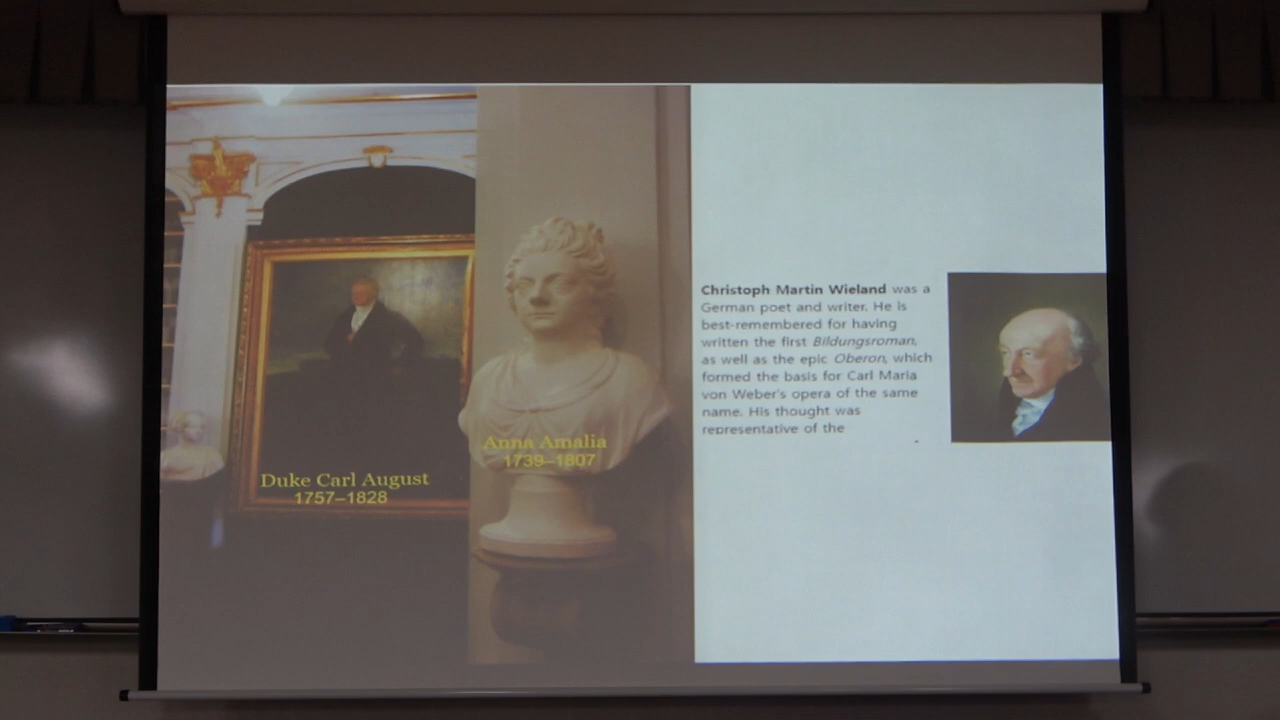 Duke Carl August
1757–1828
Anna Amalia
1739–1807
Christoph Martin Wieland was a
German poet and writer. He is
best-remembered for having
written the first Bildungsroman,
as well as the epic Oberon, which
formed the basis for Carl Maria
von Weber's opera of the same
name. His thought was
representative of the